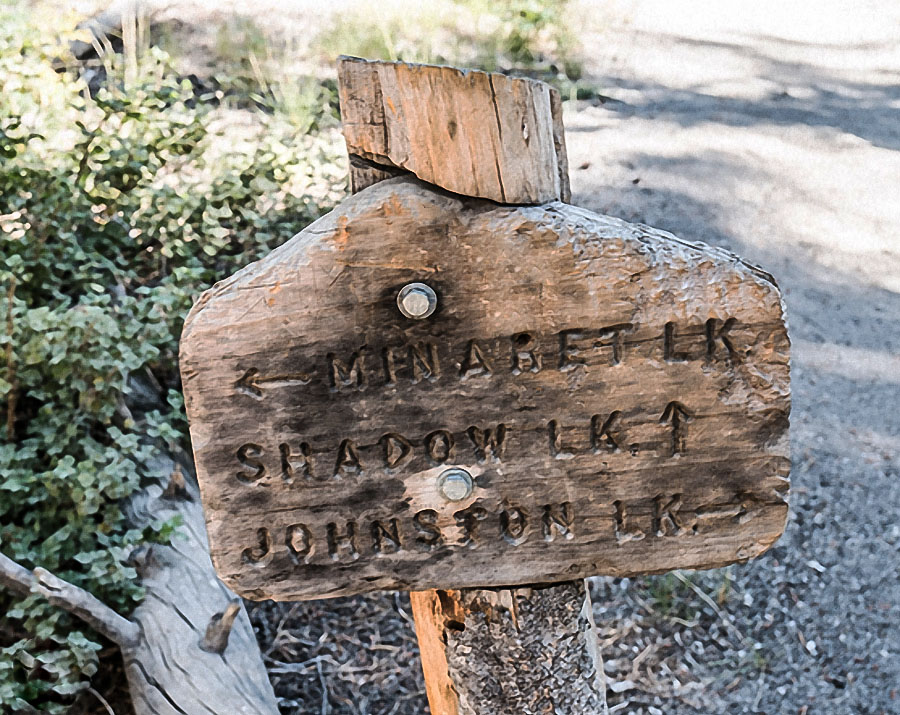 ← MINARET LK.
SHADOW LK. ↑
JOHNSTON LK. →